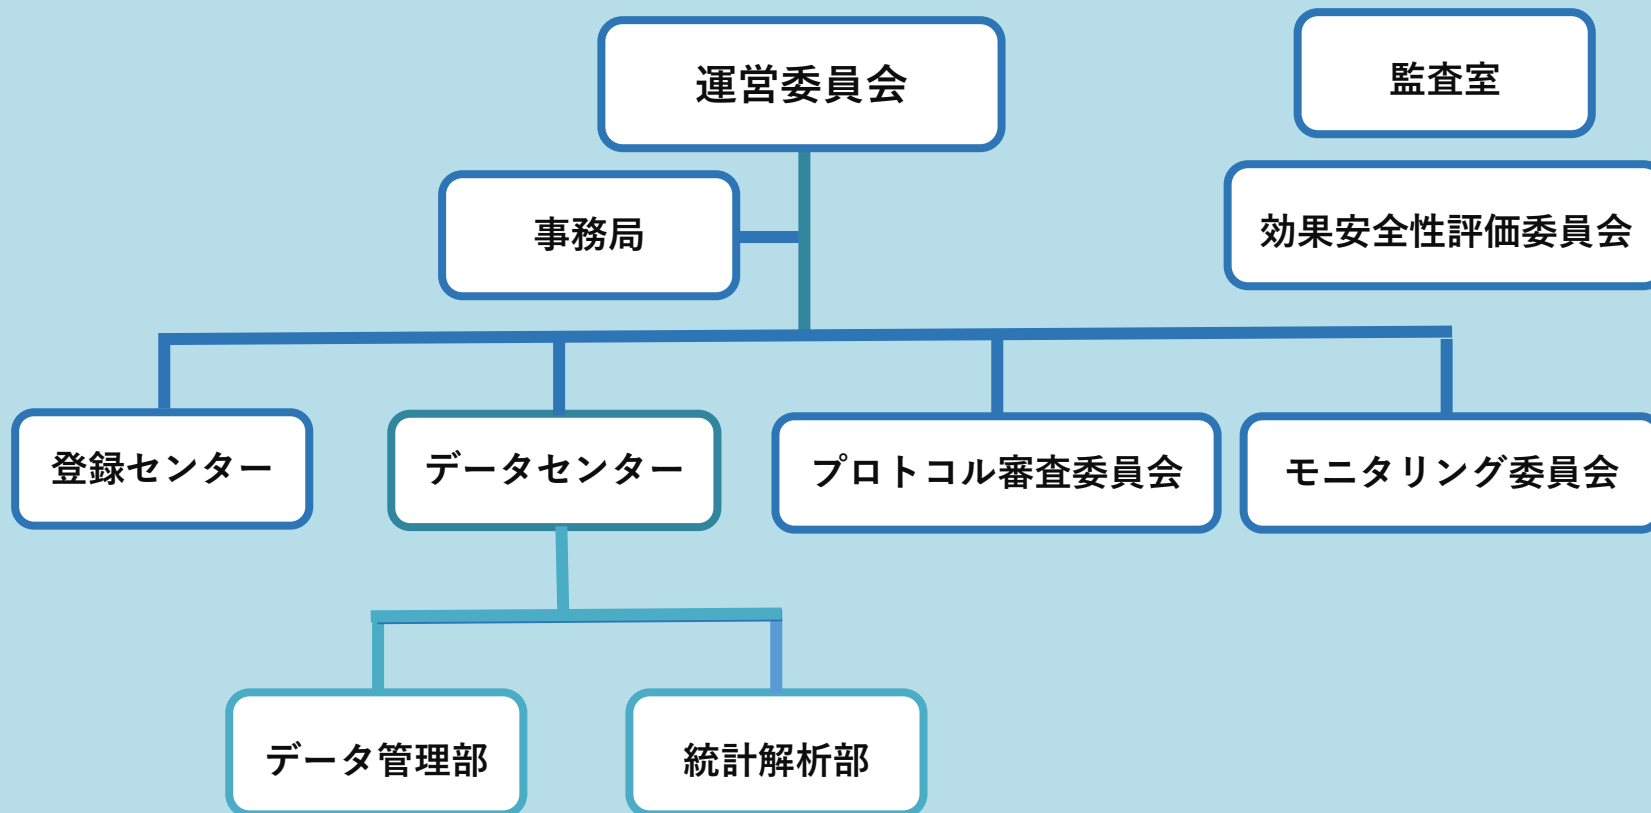 運営委員会
監査室
事務局
効果安全性評価委員会
登録センター
データセンター
プロトコル審査委員会
モニタリング委員会
データ管理部
統計解析部